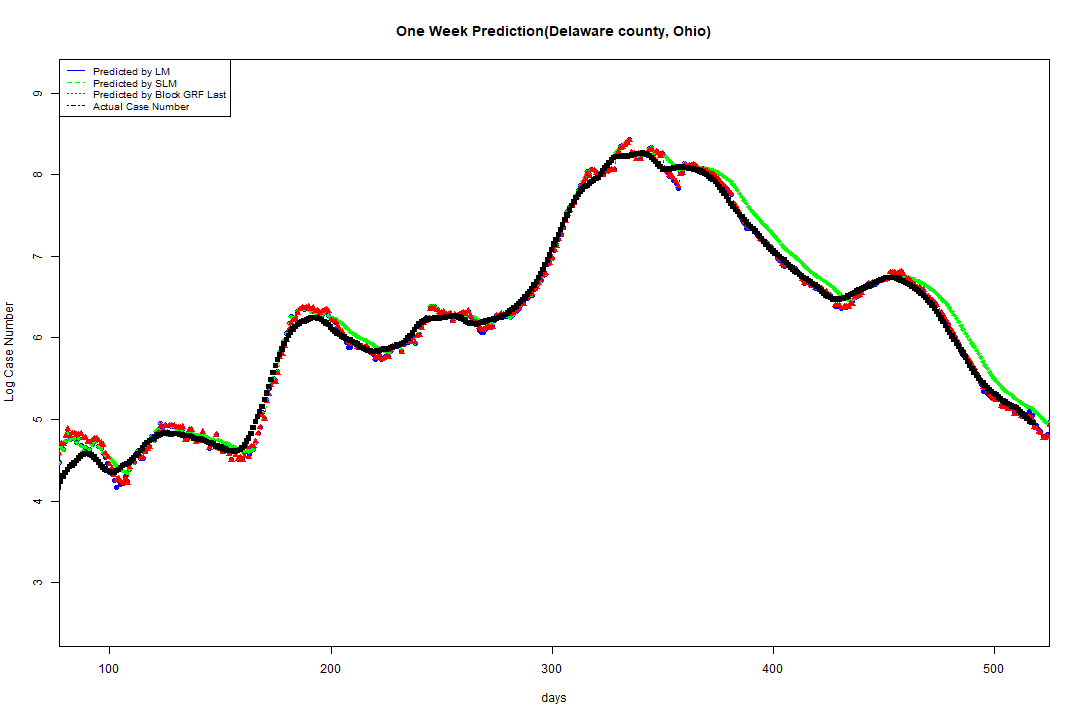 One Week Prediction(Delaware county, Ohio)
Predicted by LM
Predicted by SLM
Predicted by Block GRF Last
Actual Case Number
Log Case Number
9
8
7
6
5
4
3
100 200 300 400 500
days